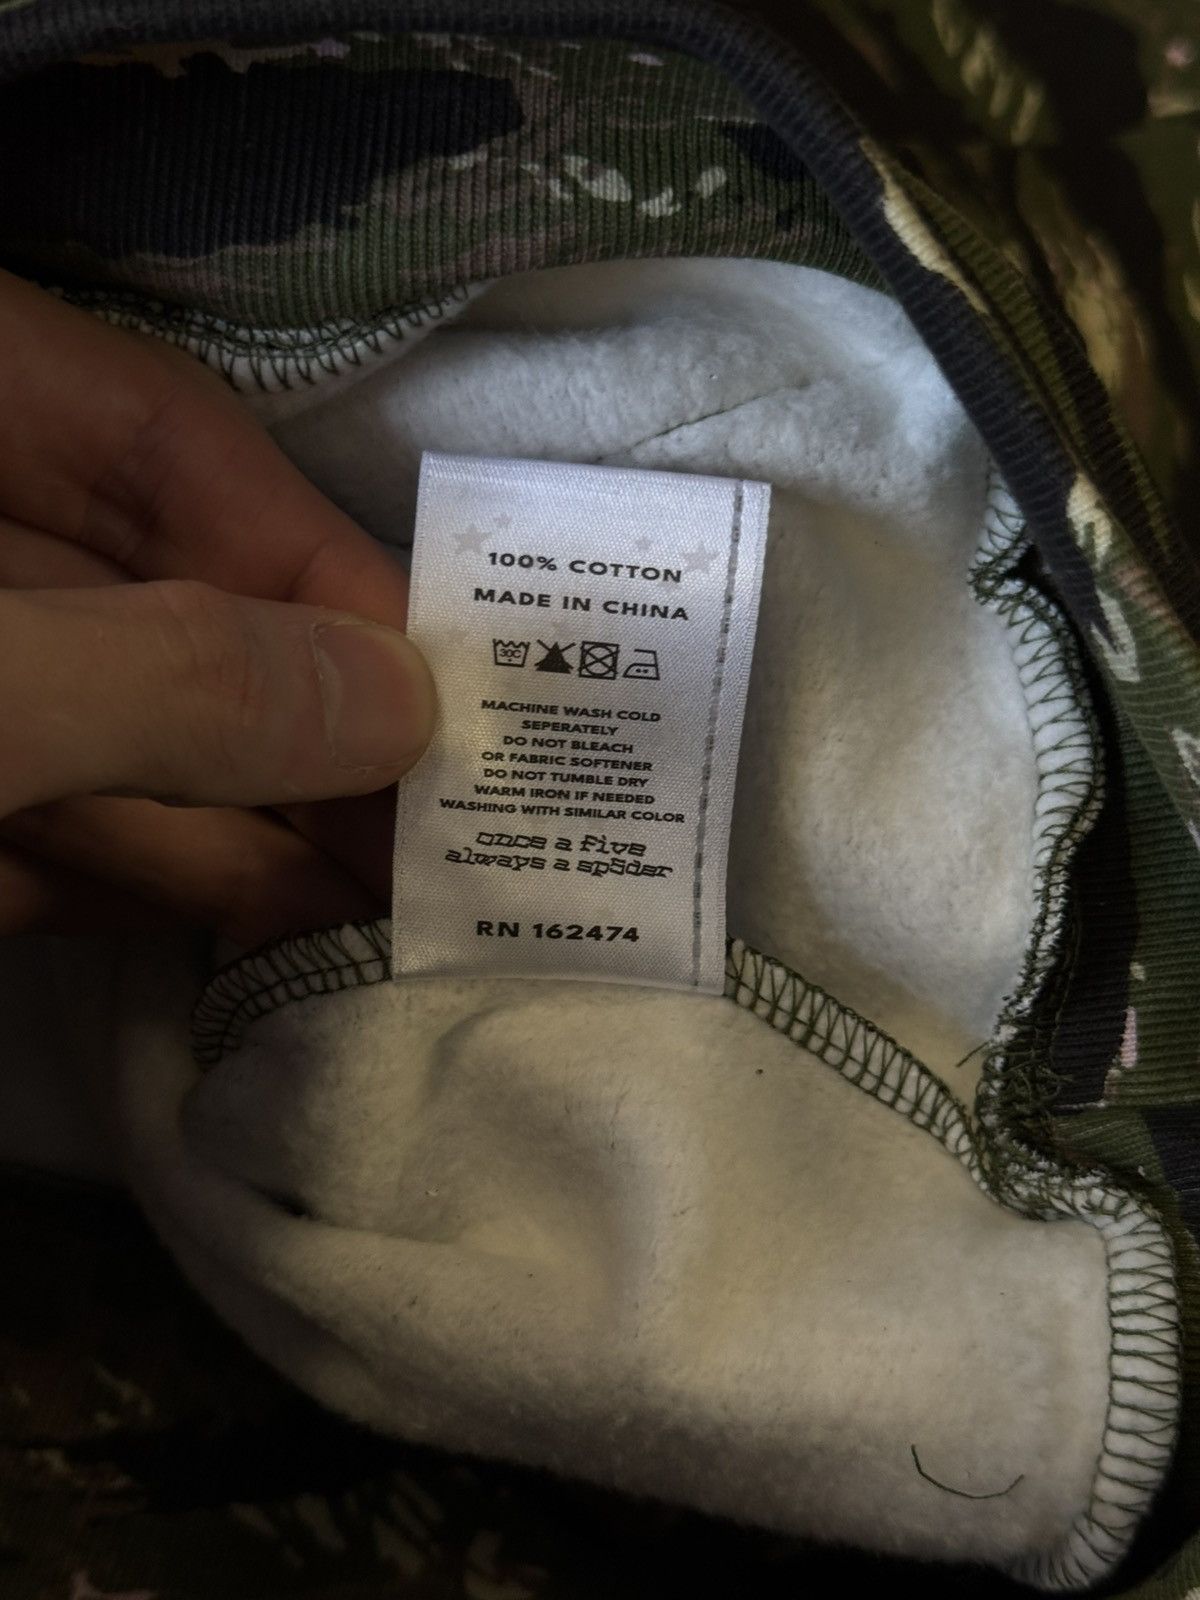 100% COTTON
MADE IN CHINA
30C
MACHINE WASH COLD
SEPERATELY
DO NOT BLEACH
OR FABRIC SOFTENER
DO NOT TUMBLE DRY
WARM IRON IF NEEDED
WASHING WITH SIMILAR COLOR
once a five
always a sp5der
RN 162474